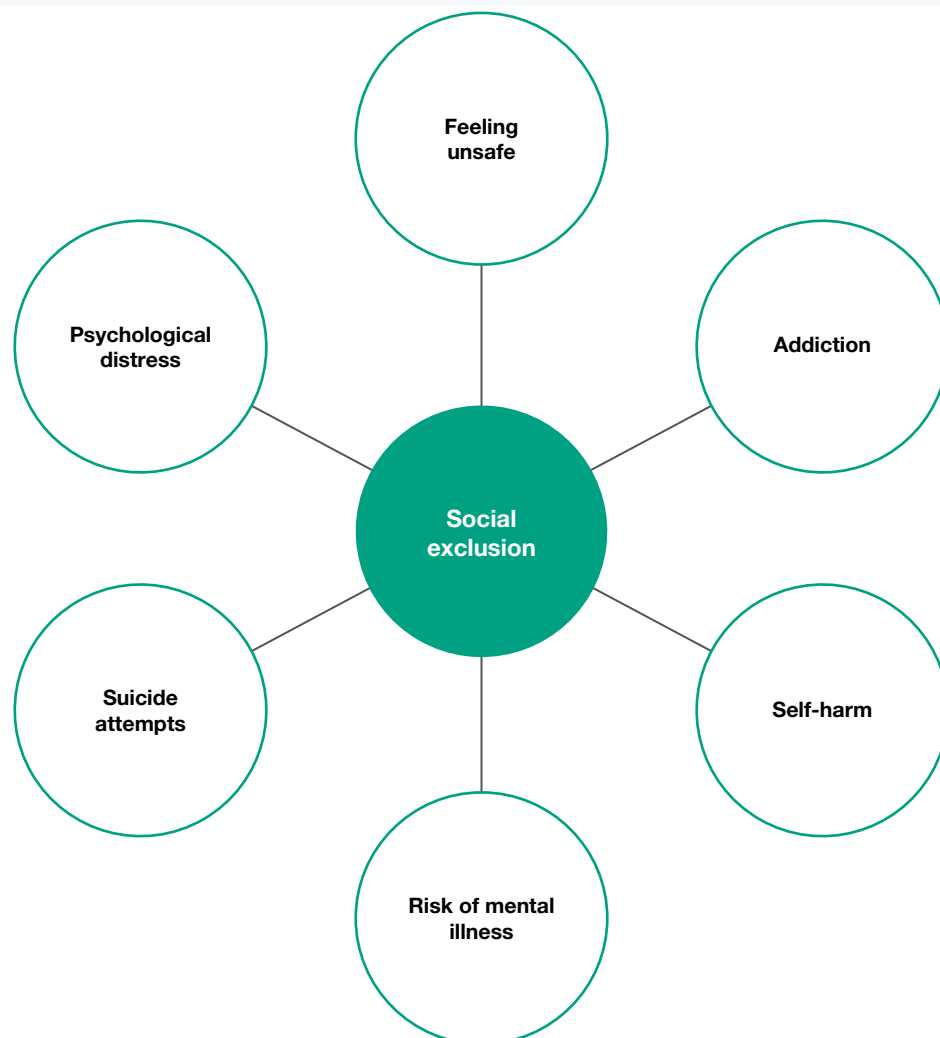 Feeling
unsafe
Psychological
distress
Addiction
Social
exclusion
Suicide
attempts
Self-harm
Risk of mental
illness